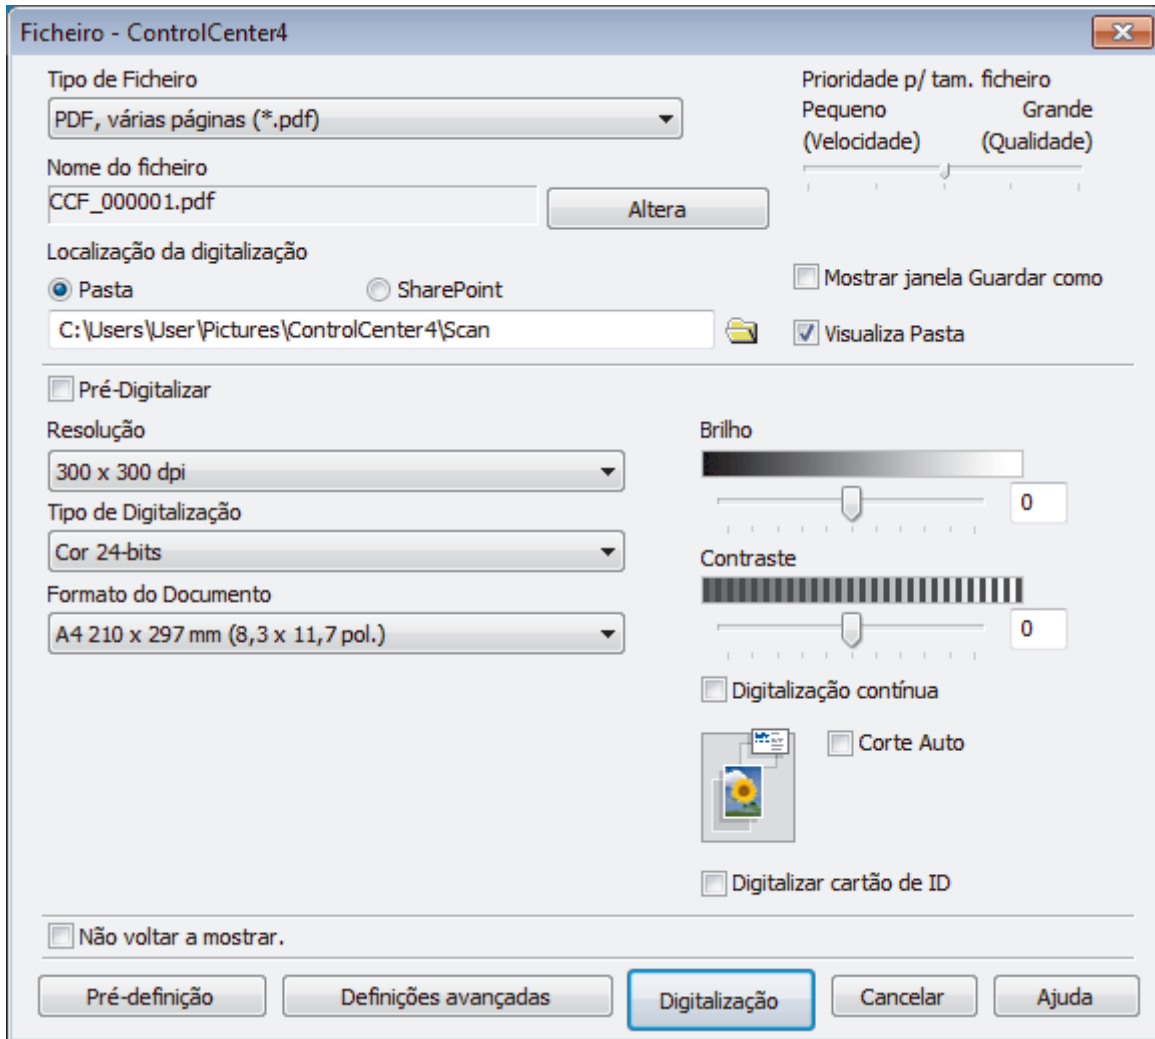 Ficheiro - ControlCenter4
Tipo de Ficheiro
PDF, várias páginas (*.pdf)
Prioridade p/ tam. ficheiro
Pequeno Grande
(Velocidade) (Qualidade)
Nome do ficheiro
CCF_000001.pdf
Altera
Localização da digitalização
Pasta SharePoint
C:\Users\User\Pictures\ControlCenter4\Scan
Mostrar janela Guardar como
Visualiza Pasta
Pré-Digitalizar
Resolução
300 x 300 dpi
Tipo de Digitalização
Cor 24-bits
Formato do Documento
A4 210 x 297 mm (8,3 x 11,7 pol.)
Brilho
0
Contraste
0
Digitalização contínua
Corte Auto
Digitalizar cartão de ID
Não voltar a mostrar.
Pré-definição Definições avançadas Digitalização Cancelar Ajuda